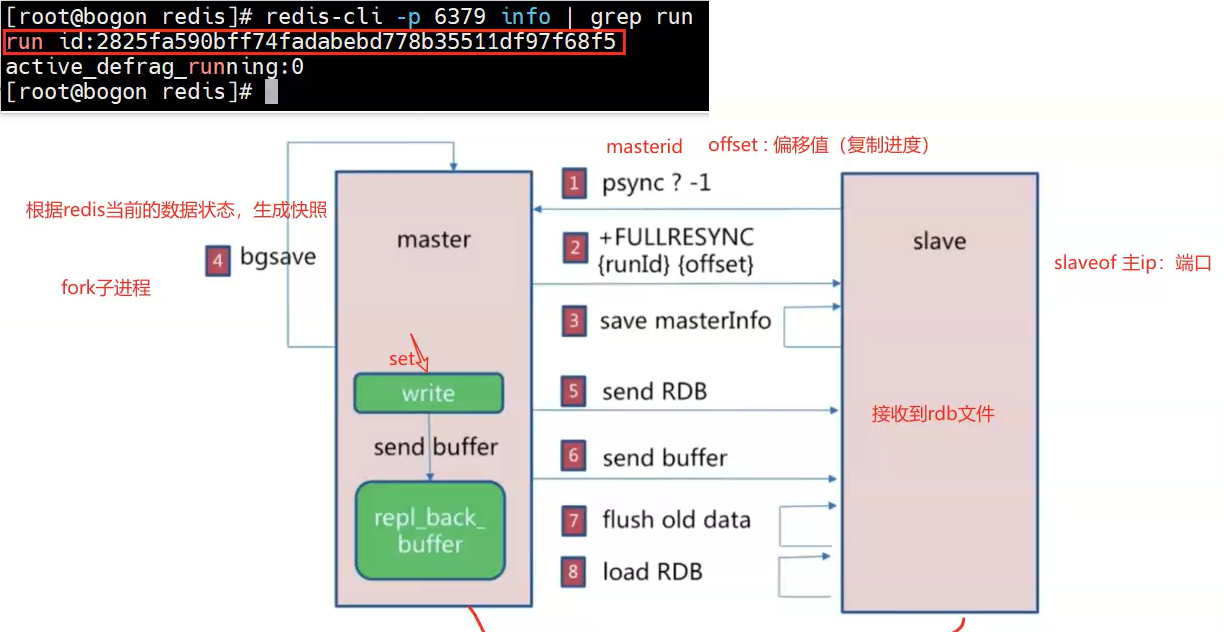 [root@bogon redis]# redis-cli -p 6379 info | grep run
run_id:2825fa590bff74fadabebd778b35511df97f68f5
active_defrag_running:0
[root@bogon redis]#
masterid offset : 偏移值（复制进度）
1 psync ? -1
根据redis当前的数据状态，生成快照
master
2 +FULLRESYNC
{runId} {offset}
slave
4 bgsave
slaveof 主ip：端口
fork子进程
3 save masterInfo
set
write
5 send RDB
接收到rdb文件
send buffer
6 send buffer
repl_back_
buffer
7 flush old data
8 load RDB